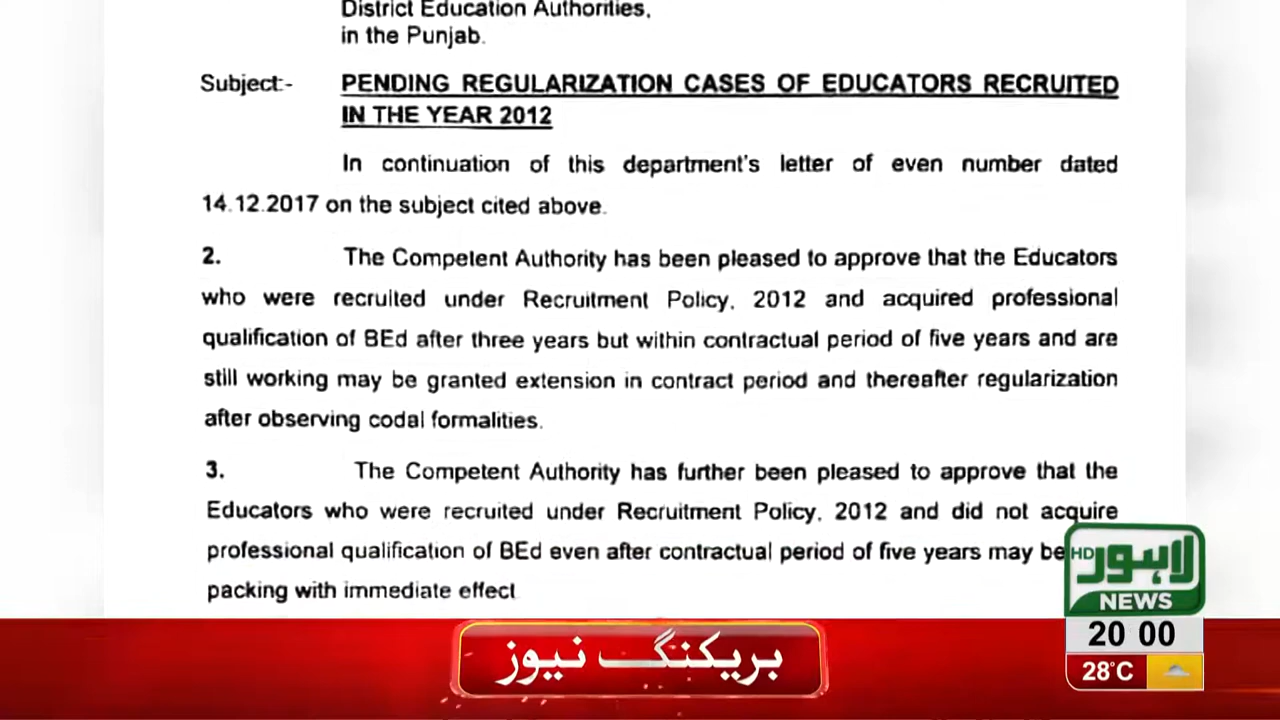 District Education Authorities,
in the Punjab.
Subject:- PENDING REGULARIZATION CASES OF EDUCATORS RECRUITED
IN THE YEAR 2012
In continuation of this department's letter of even number dated
14.12.2017 on the subject cited above.
2. The Competent Authority has been pleased to approve that the Educators
who were recruited under Recruitment Policy, 2012 and acquired professional
qualification of BEd after three years but within contractual period of five years and are
still working may be granted extension in contract period and thereafter regularization
after observing codal formalities.
3. The Competent Authority has further been pleased to approve that the
Educators who were recruited under Recruitment Policy, 2012 and did not acquire
professional qualification of BEd even after contractual period of five years may be
packing with immediate effect
HD لاہور
NEWS
20 00
28°C
بریکنگ نیوز